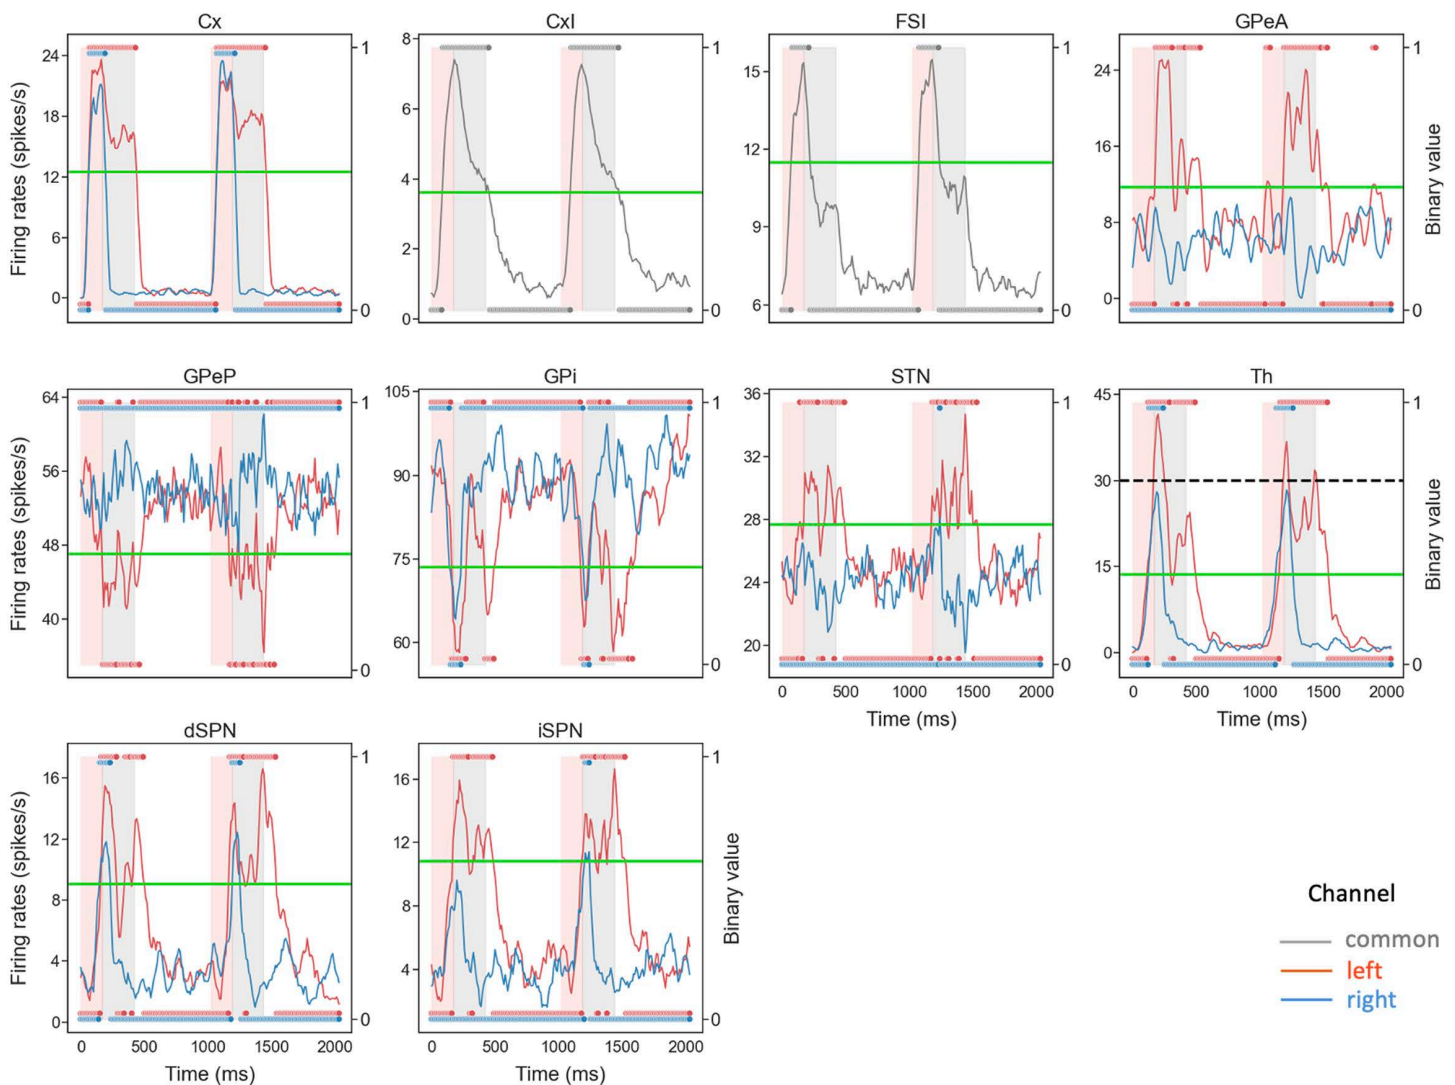 Cx
Firing rates (spikes/s)
24
18
12
6
0
1
0
CxI
8
6
4
2
0
1
0
FSI
15
12
9
6
1
0
GPeA
24
16
8
0
1
0
Binary value
GPeP
Firing rates (spikes/s)
64
56
48
40
1
0
GPi
105
90
75
60
1
0
STN
36
32
28
24
20
1
0
0 500 1000 1500 2000
Time (ms)
Th
45
30
15
0
1
0
Binary value
0 500 1000 1500 2000
Time (ms)
dSPN
Firing rates (spikes/s)
16
12
8
4
0
1
0
0 500 1000 1500 2000
Time (ms)
iSPN
16
12
8
4
1
0
Binary value
0 500 1000 1500 2000
Time (ms)
Channel
common
left
right